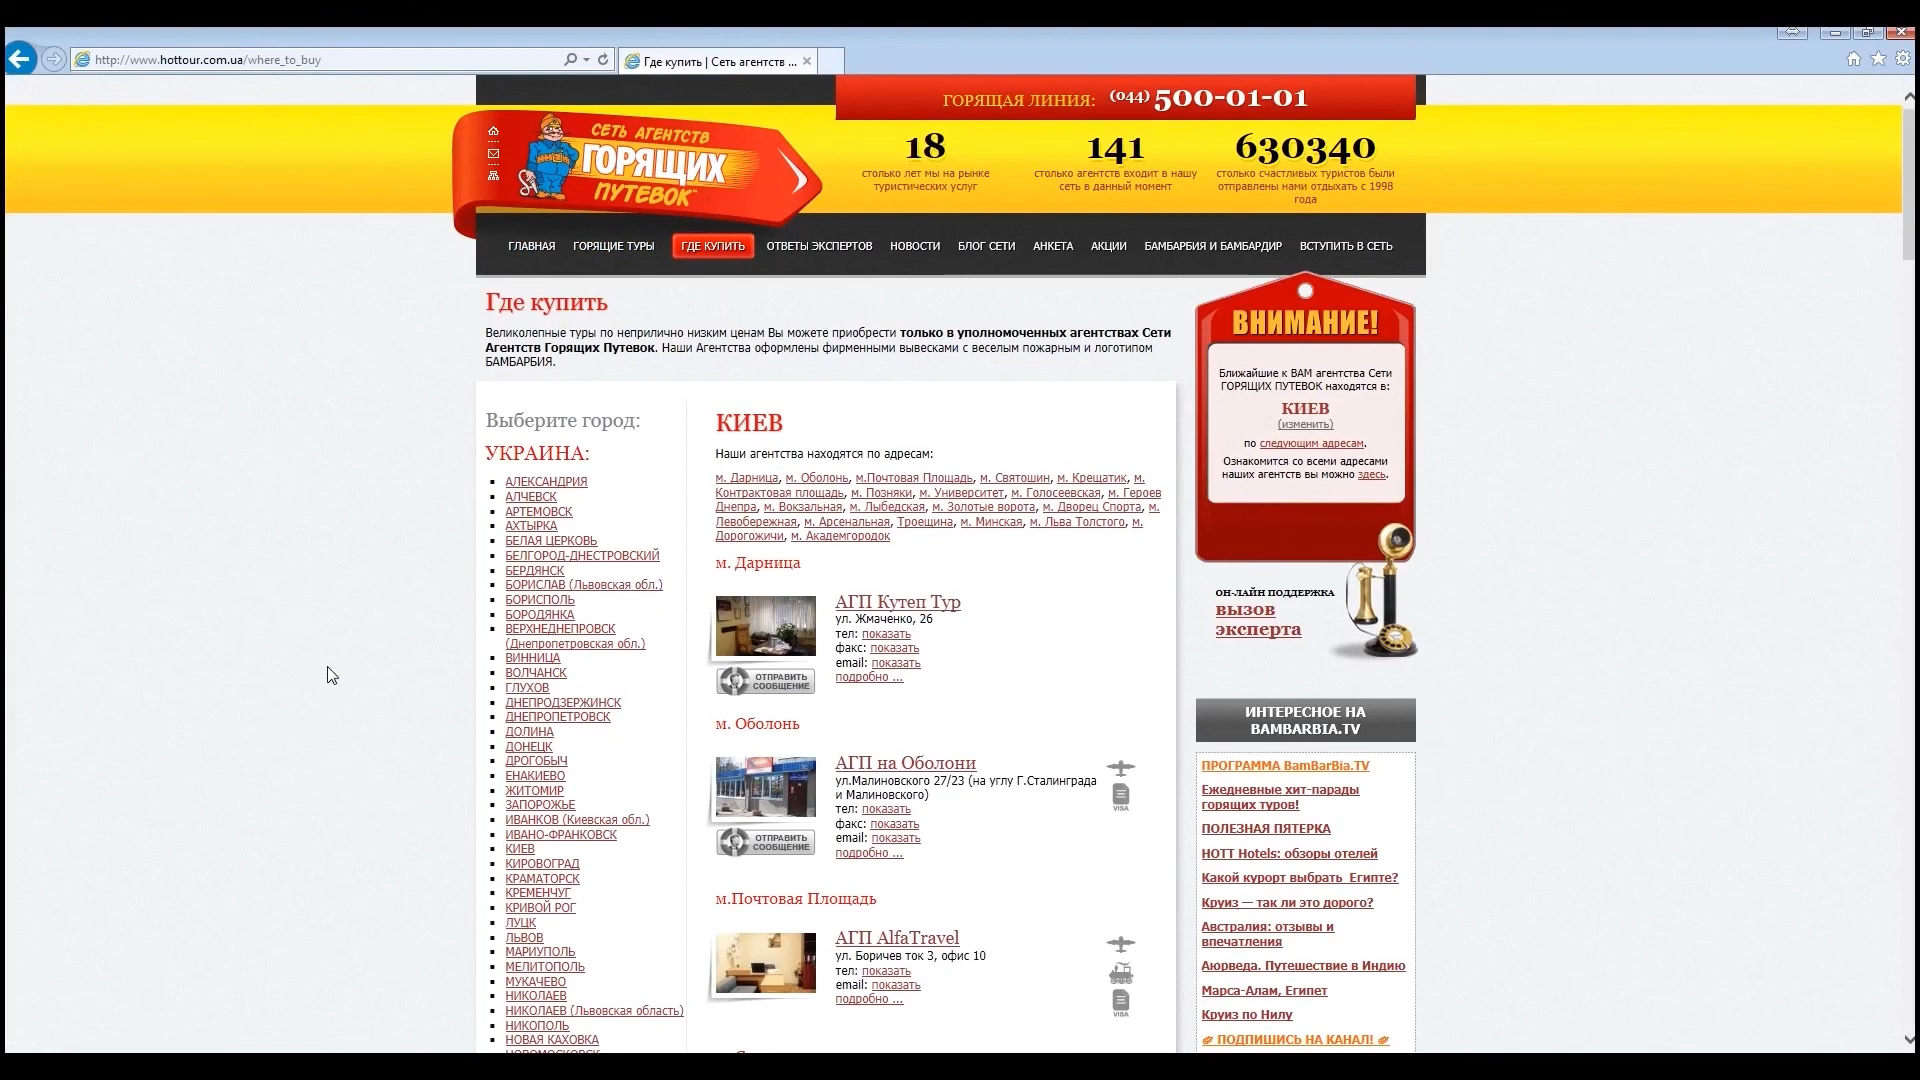 http://www.hottour.com.ua/where_to_buy
Где купить | Сеть агентств ...
ГОРЯЩАЯ ЛИНИЯ: (044) 500-01-01
СЕТЬ АГЕНТСТВ
ГОРЯЩИХ
ПУТЕВОК
18
столько лет мы на рынке
туристических услуг
141
столько агентств входит в нашу
сеть в данный момент
630340
столько счастливых туристов были
отправлены нами отдыхать с 1998
года
ГЛАВНАЯ ГОРЯЩИЕ ТУРЫ ГДЕ КУПИТЬ ОТВЕТЫ ЭКСПЕРТОВ НОВОСТИ БЛОГ СЕТИ АНКЕТА АКЦИИ БАМБАРБИЯ И БАМБАРДИР ВСТУПИТЬ В СЕТЬ
Где купить
Великолепные туры по неприлично низким ценам Вы можете приобрести только в уполномоченных агентствах Сети
Агентств Горящих Путевок. Наши Агентства оформлены фирменными вывесками с веселым пожарным и логотипом
БАМБАРБИЯ.
Выберите город:
УКРАИНА:
АЛЕКСАНДРИЯ
АЛЧЕВСК
АРТЕМОВСК
АХТЫРКА
БЕЛАЯ ЦЕРКОВЬ
БЕЛГОРОД-ДНЕСТРОВСКИЙ
БЕРДЯНСК
БОРИСЛАВ (Львовская обл.)
БОРИСПОЛЬ
БОРОДЯНКА
ВЕРХНЕДНЕПРОВСК
(Днепропетровская обл.)
ВИННИЦА
ВОЛЧАНСК
ГЛУХОВ
ДНЕПРОДЗЕРЖИНСК
ДНЕПРОПЕТРОВСК
ДОЛИНА
ДОНЕЦК
ДРОГОБЫЧ
ЕНАКИЕВО
ЖИТОМИР
ЗАПОРОЖЬЕ
ИВАНКОВ (Киевская обл.)
ИВАНО-ФРАНКОВСК
КИЕВ
КИРОВОГРАД
КРАМАТОРСК
КРЕМЕНЧУГ
КРИВОЙ РОГ
ЛУЦК
ЛЬВОВ
МАРИУПОЛЬ
МЕЛИТОПОЛЬ
МУКАЧЕВО
НИКОЛАЕВ
НИКОЛАЕВ (Львовская область)
НИКОПОЛЬ
НОВАЯ КАХОВКА
КИЕВ
Наши агентства находятся по адресам:
м. Дарница, м. Оболонь, м.Почтовая Площадь, м. Святошин, м. Крещатик, м.
Контрактовая площадь, м. Позняки, м. Университет, м. Голосеевская, м. Героев
Днепра, м. Вокзальная, м. Лыбедская, м. Золотые ворота, м. Дворец Спорта, м.
Левобережная, м. Арсенальная, Троещина, м. Минская, м. Льва Толстого, м.
Дорогожичи, м. Академгородок
м. Дарница
АГП Кутеп Тур
ул. Жмаченко, 26
тел: показать
факс: показать
email: показать
подробно ...
ОТПРАВИТЬ
СООБЩЕНИЕ
м. Оболонь
АГП на Оболони
ул.Малиновского 27/23 (на углу Г.Сталинграда
и Малиновского)
тел: показать
факс: показать
email: показать
подробно ...
VISA
ОТПРАВИТЬ
СООБЩЕНИЕ
м.Почтовая Площадь
АГП AlfaTravel
ул. Боричев ток 3, офис 10
тел: показать
email: показать
подробно ...
VISA
ВНИМАНИЕ!
Ближайшие к ВАМ агентства Сети
ГОРЯЩИХ ПУТЕВОК находятся в:
КИЕВ
(изменить)
по следующим адресам.
Ознакомится со всеми адресами
наших агентств вы можно здесь.
ОН-ЛАЙН ПОДДЕРЖКА
ВЫЗОВ
эксперта
ИНТЕРЕСНОЕ НА
BAMBARBIA.TV
ПРОГРАММА BamBarBia.TV
Ежедневные хит-парады
горящих туров!
ПОЛЕЗНАЯ ПЯТЕРКА
HOTT Hotels: обзоры отелей
Какой курорт выбрать Египте?
Круиз — так ли это дорого?
Австралия: отзывы и
впечатления
Аюрведа. Путешествие в Индию
Марса-Алам, Египет
Круиз по Нилу
ПОДПИШИСЬ НА КАНАЛ!